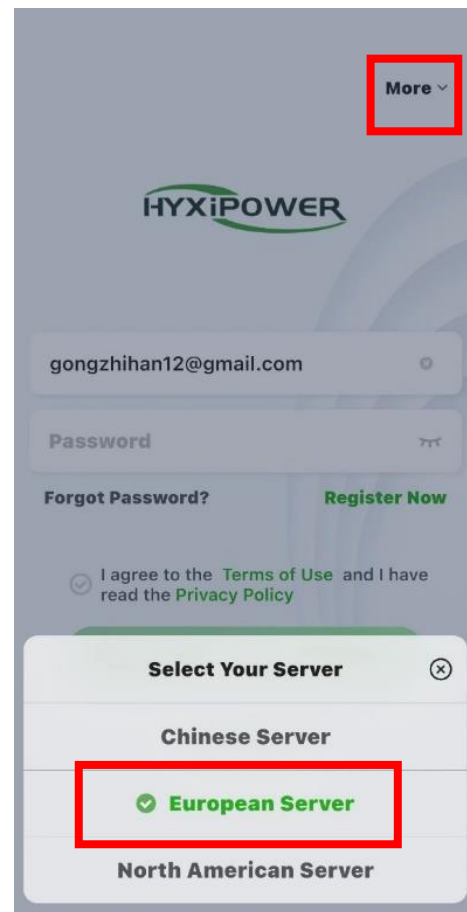 More
HYXiPOWER
gongzhihan12@gmail.com
Password
Forgot Password? Register Now
I agree to the Terms of Use and I have
read the Privacy Policy
Select Your Server
Chinese Server
European Server
North American Server